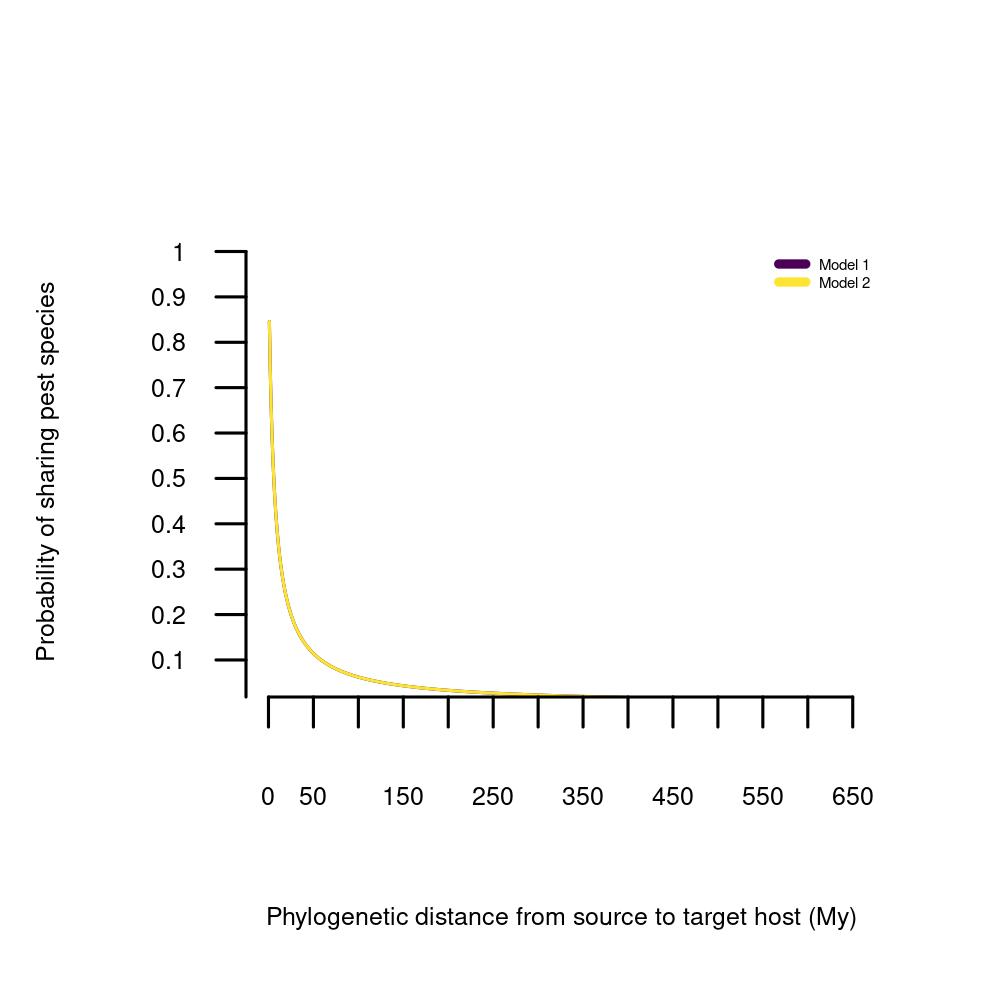 Probability of sharing pest species
1
0.9
0.8
0.7
0.6
0.5
0.4
0.3
0.2
0.1
Model 1
Model 2
0 50 150 250 350 450 550 650
Phylogenetic distance from source to target host (My)